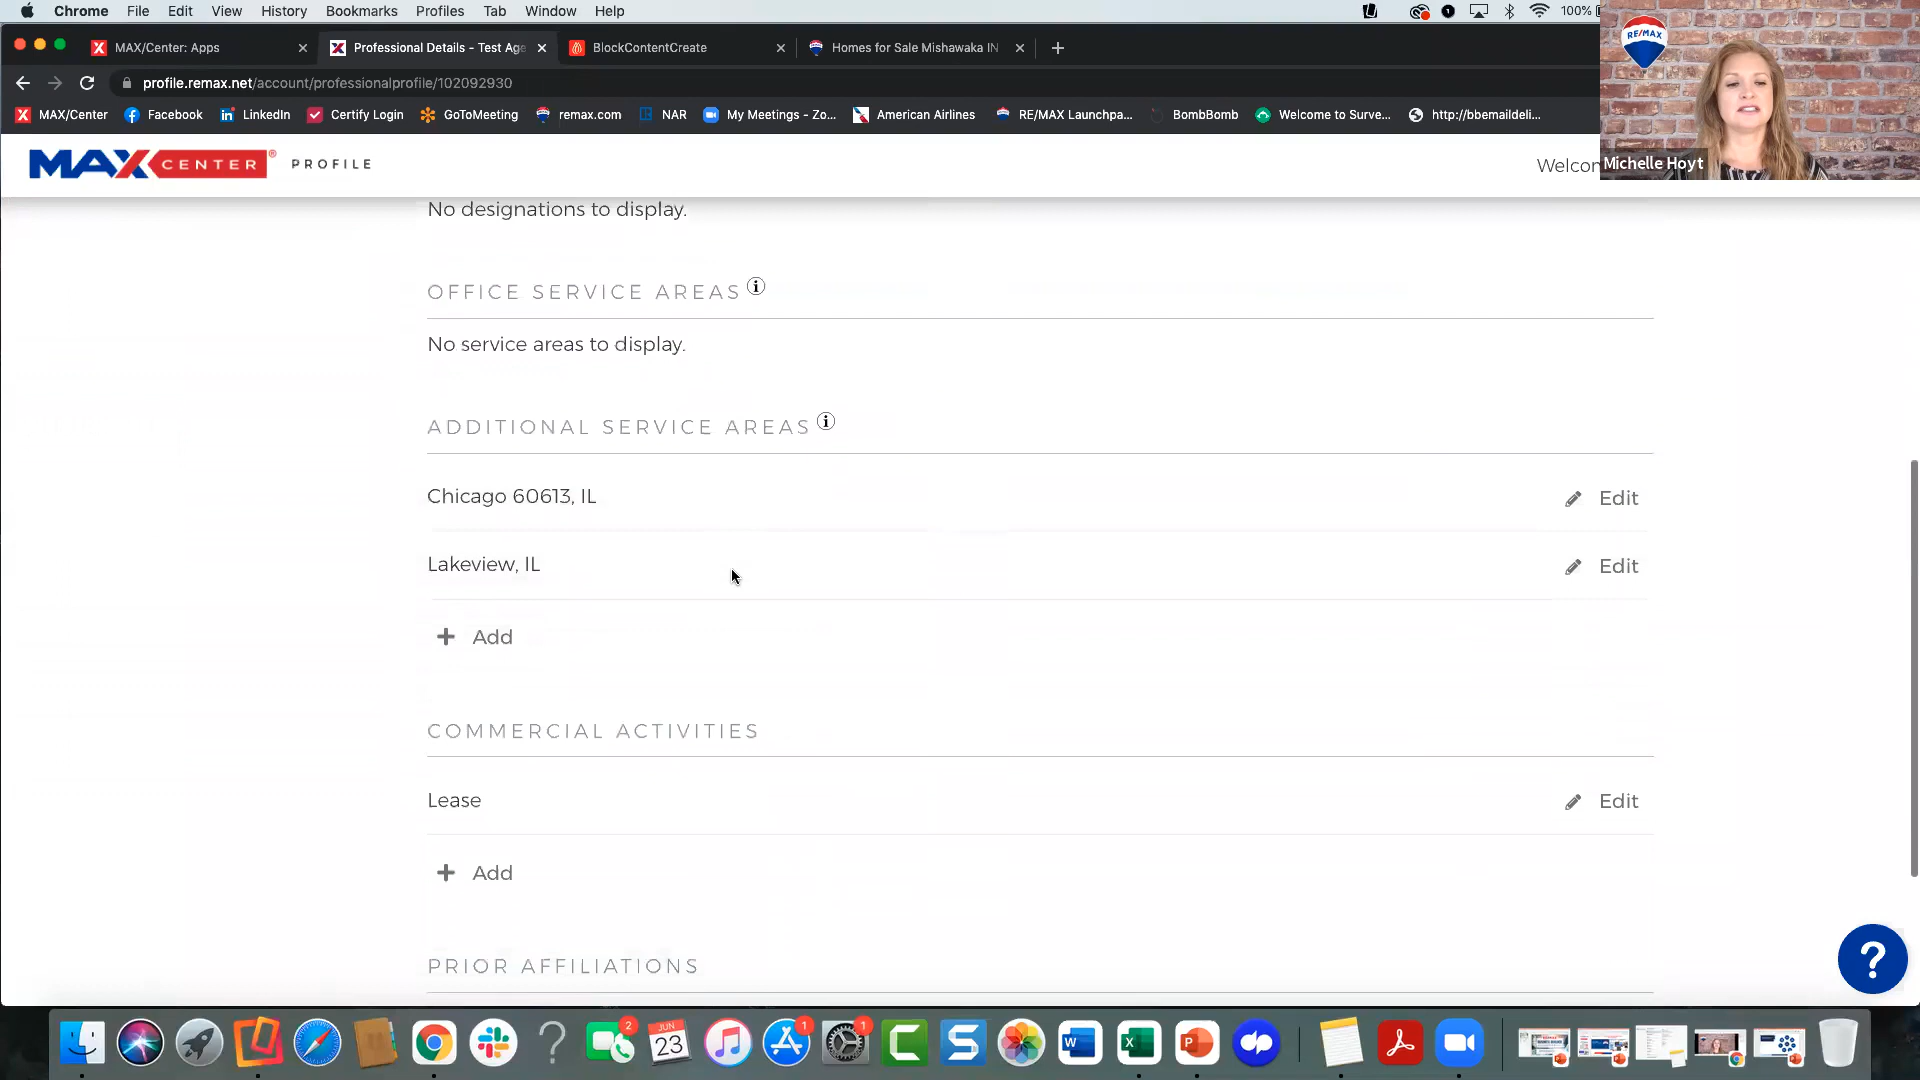 Chrome File Edit View History Bookmarks Profiles Tab Window Help 100%
MAX/Center: Apps Professional Details - Test Age BlockContentCreate Homes for Sale Mishawaka IN
profile.remax.net/account/professionalprofile/102092930
MAX/Center Facebook LinkedIn Certify Login GoToMeeting remax.com NAR My Meetings - Zo... American Airlines RE/MAX Launchpa... BombBomb Welcome to Surve... http://bbemaildeli...
RE/MAX
Michelle Hoyt
MAX CENTER® PROFILE
Welcon
No designations to display.
OFFICE SERVICE AREAS
No service areas to display.
ADDITIONAL SERVICE AREAS
Chicago 60613, IL Edit
Lakeview, IL Edit
+ Add
COMMERCIAL ACTIVITIES
Lease Edit
+ Add
PRIOR AFFILIATIONS
?
2 JUN 23 1 1